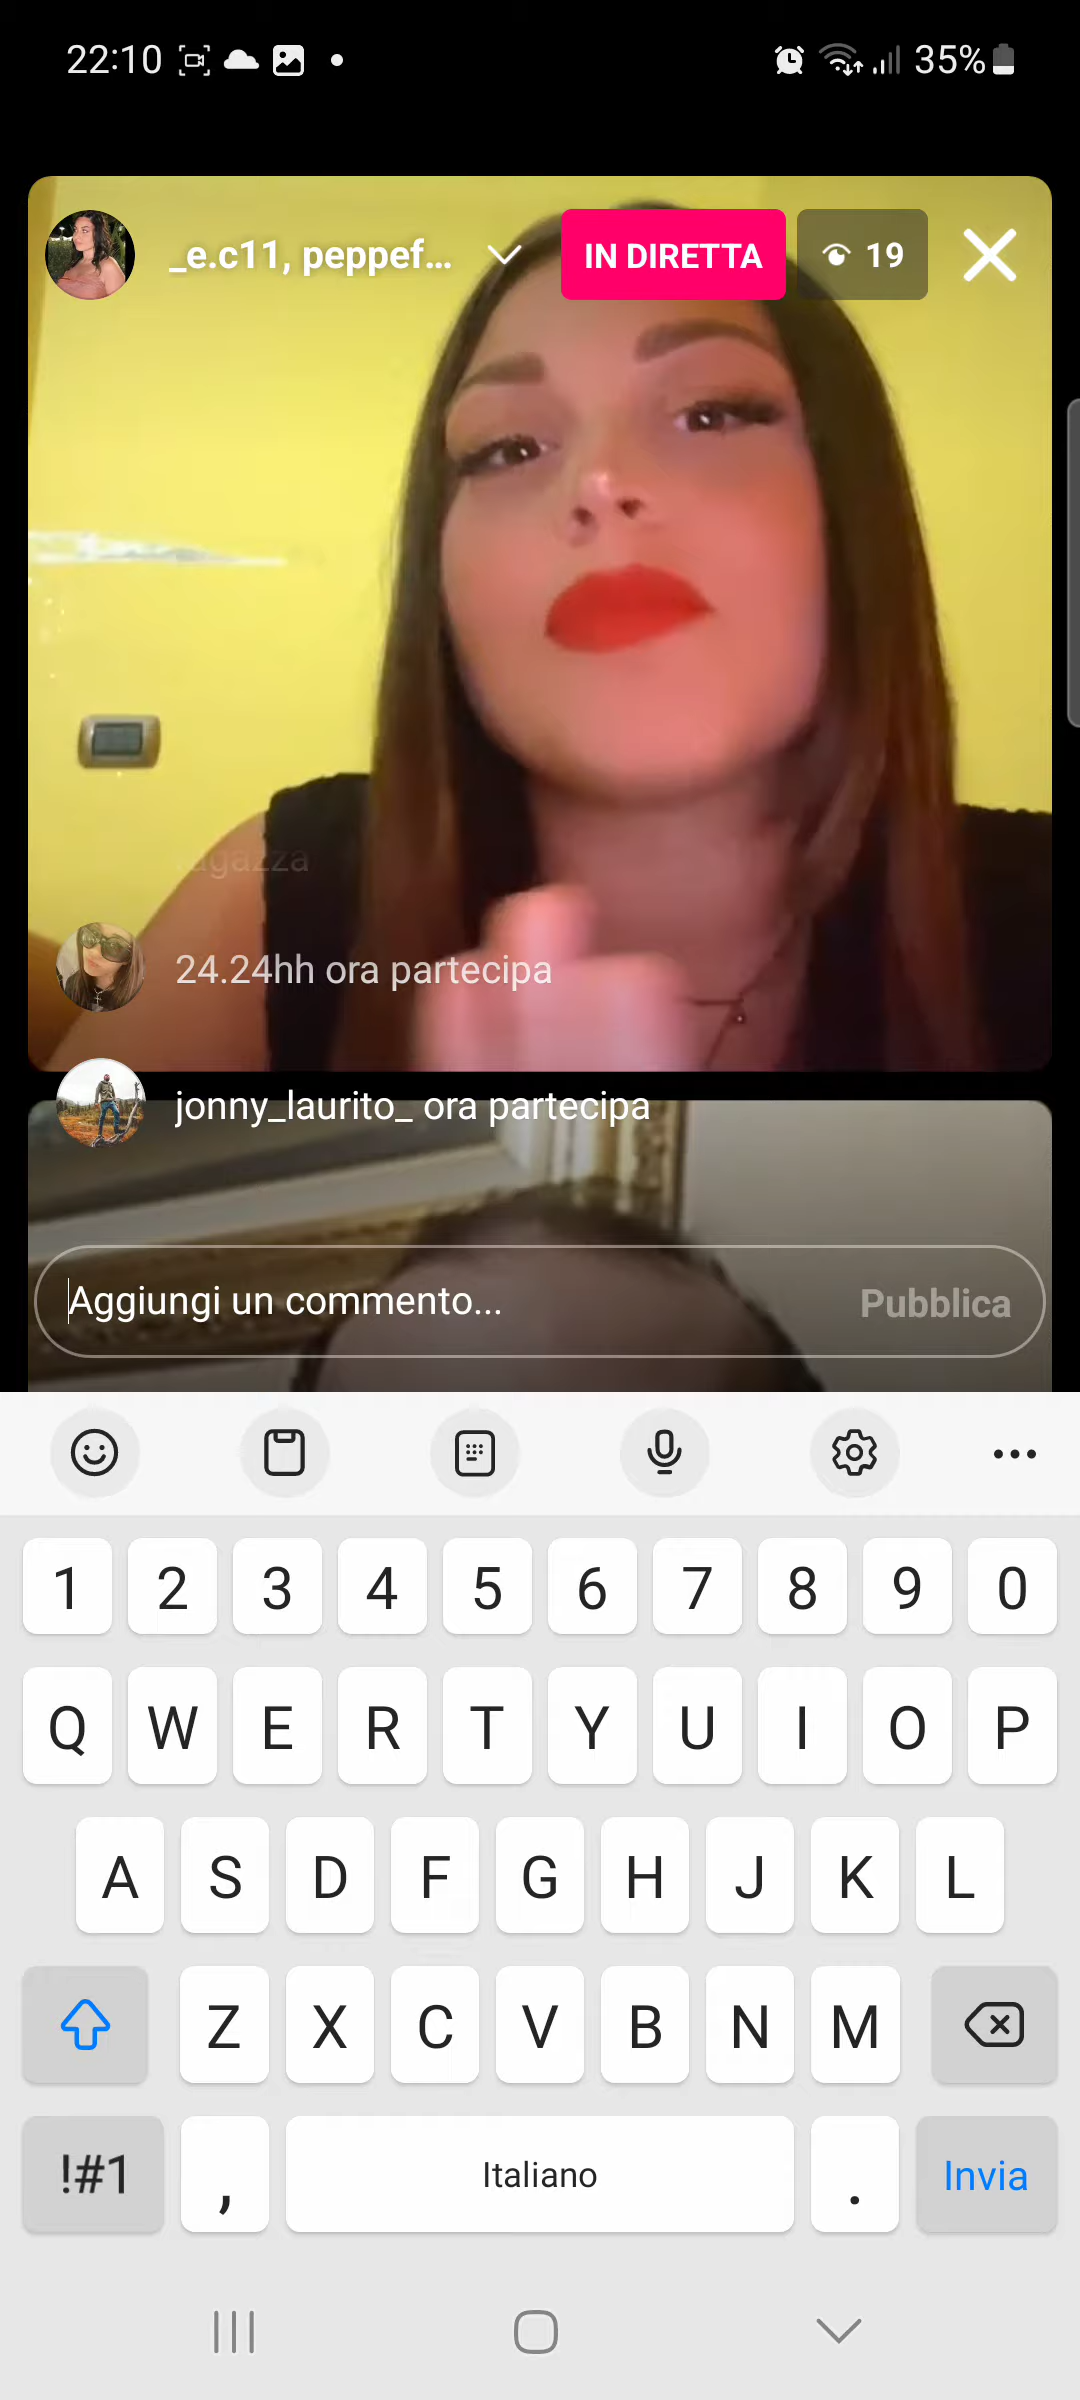 22:10 35%
_e.c11, peppef... IN DIRETTA 19
ragazza
24.24hh ora partecipa
jonny_laurito_ ora partecipa
Aggiungi un commento... Pubblica
1 2 3 4 5 6 7 8 9 0
Q W E R T Y U I O P
A S D F G H J K L
Z X C V B N M
!#1 , Italiano . Invia